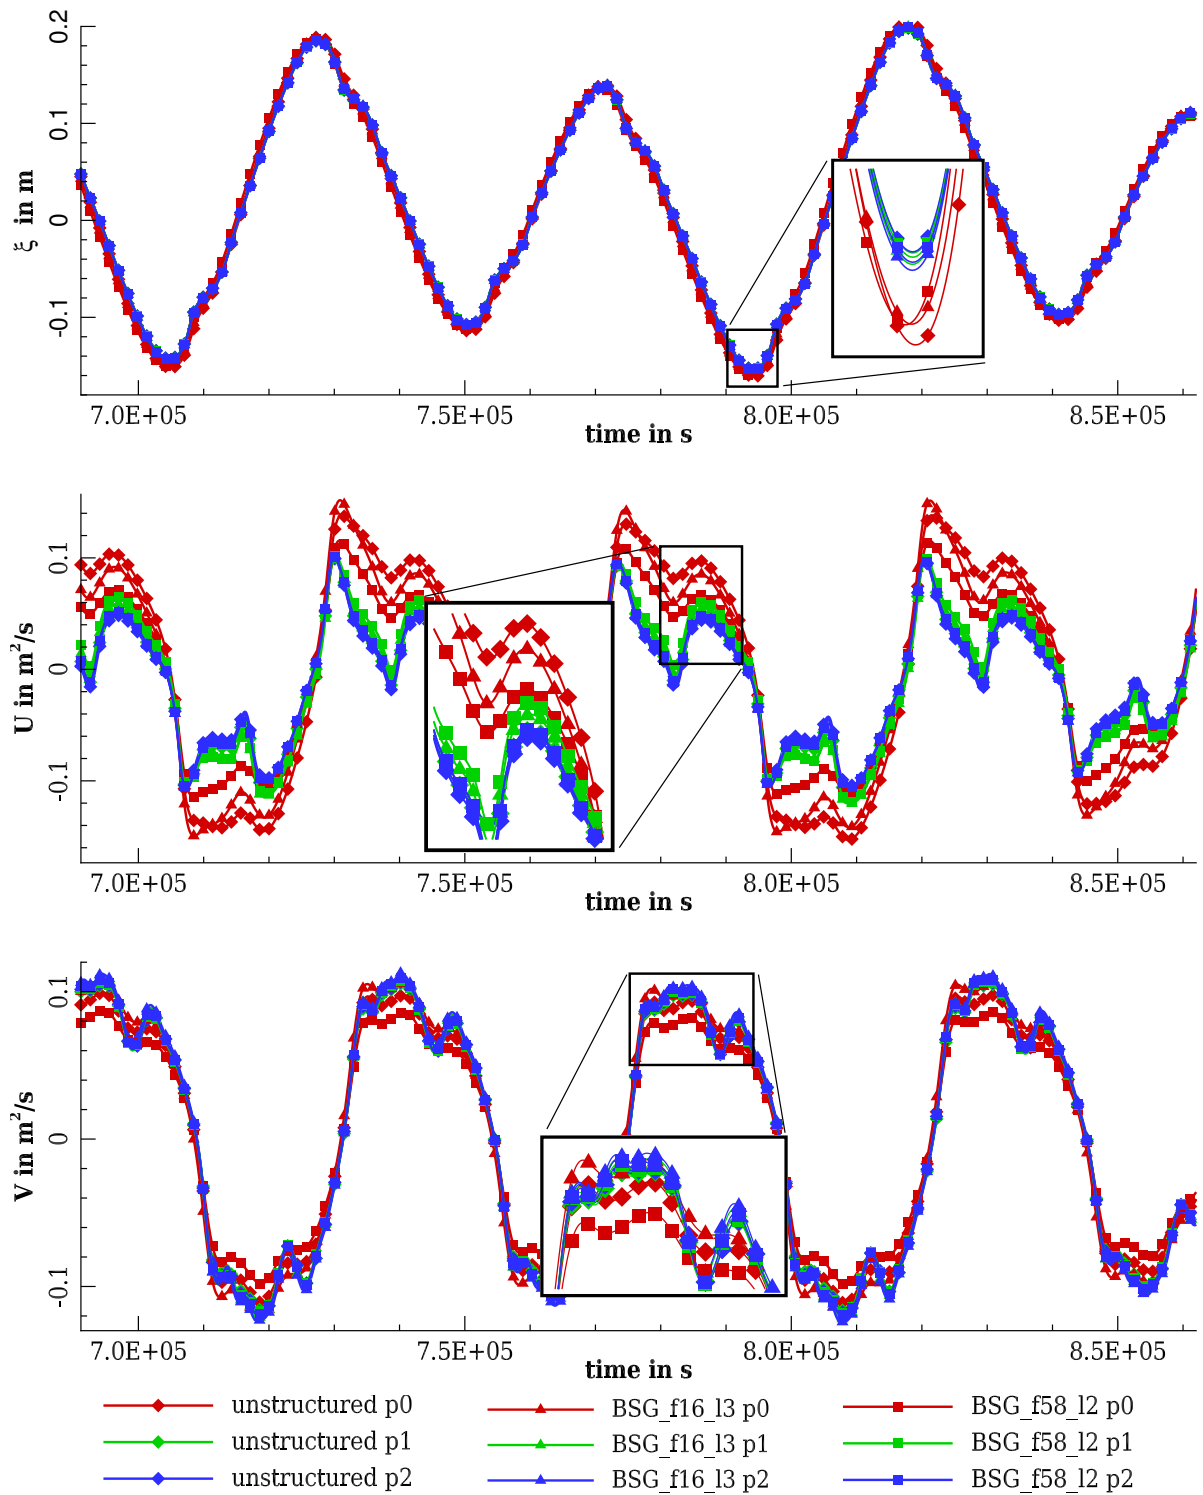 0.2
0.1
0
-0.1
ξ in m
7.0E+05 7.5E+05 8.0E+05 8.5E+05
time in s
0.1
0
-0.1
U in m²/s
7.0E+05 7.5E+05 8.0E+05 8.5E+05
time in s
0.1
0
-0.1
V in m²/s
7.0E+05 7.5E+05 8.0E+05 8.5E+05
time in s
unstructured p0 BSG_f16_l3 p0 BSG_f58_l2 p0
unstructured p1 BSG_f16_l3 p1 BSG_f58_l2 p1
unstructured p2 BSG_f16_l3 p2 BSG_f58_l2 p2